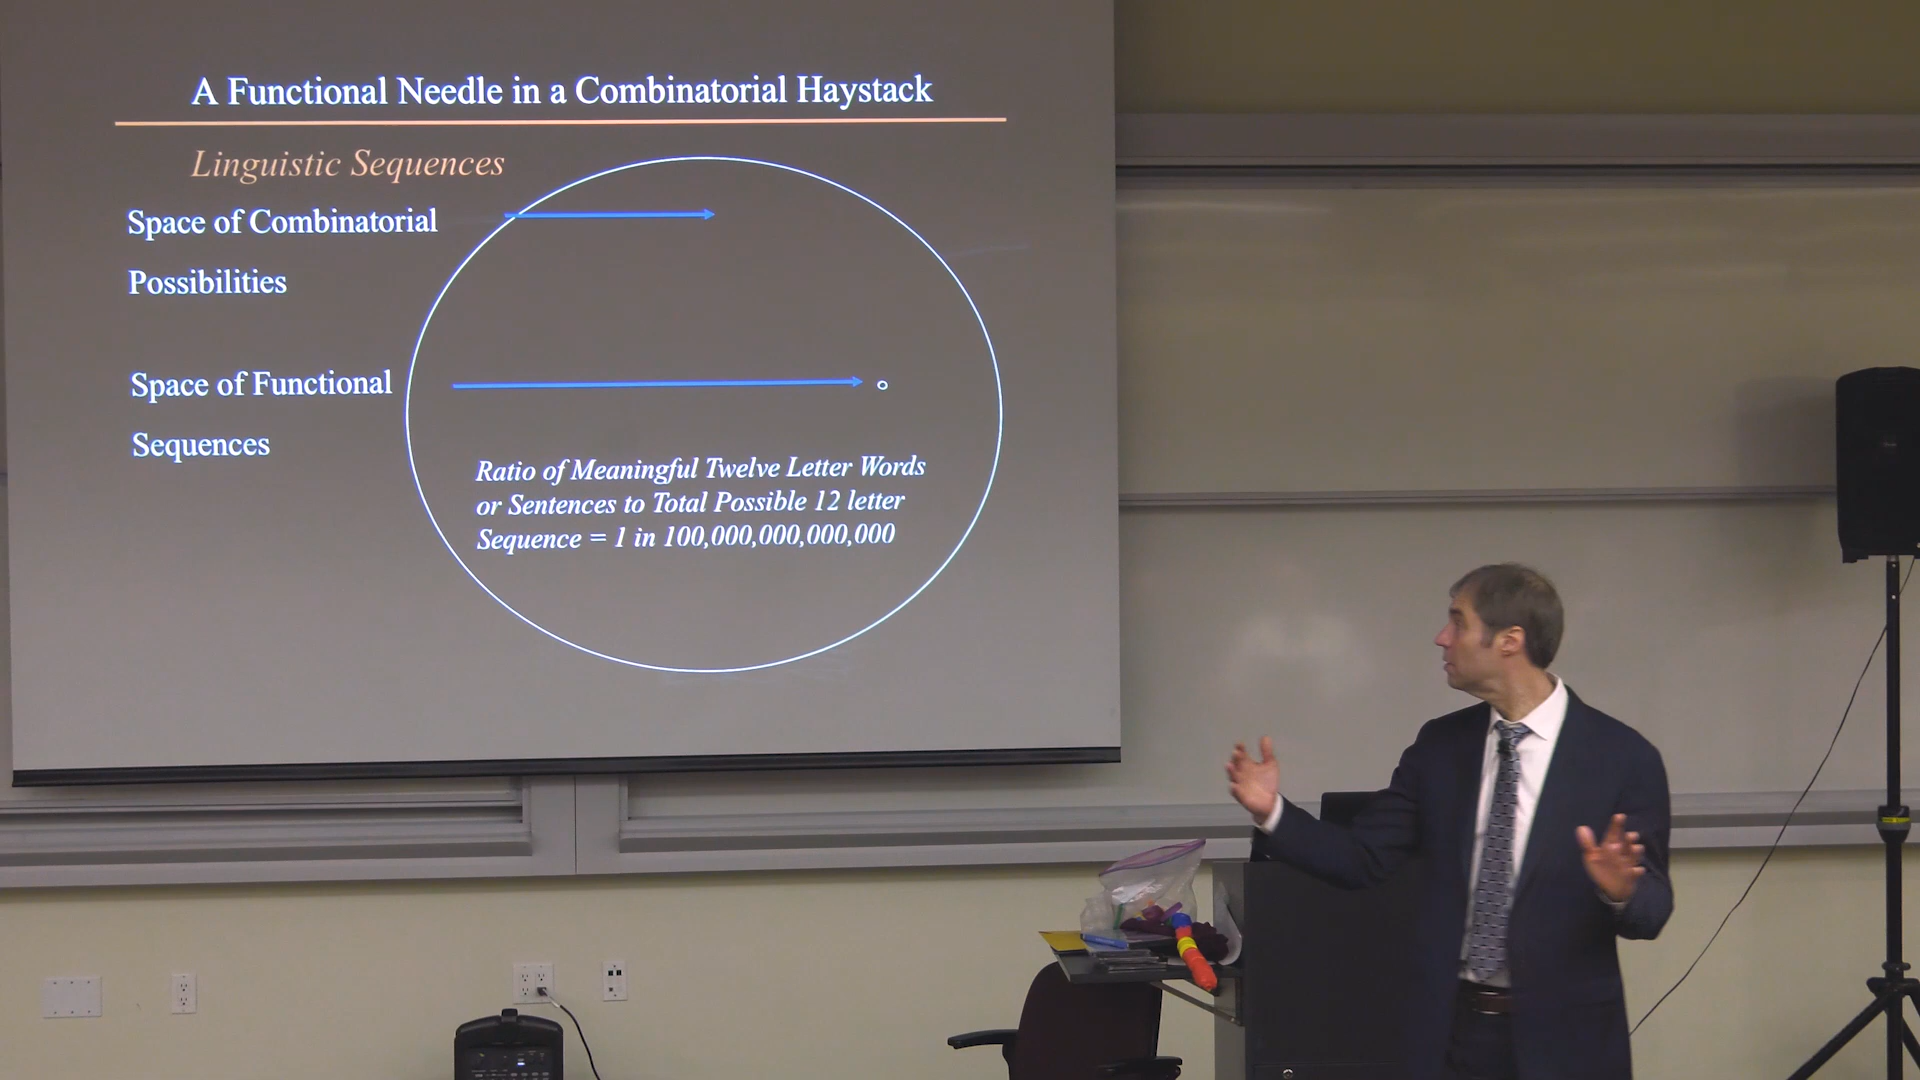 A Functional Needle in a Combinatorial Haystack
Linguistic Sequences
Space of Combinatorial
Possibilities
Space of Functional
Sequences
Ratio of Meaningful Twelve Letter Words
or Sentences to Total Possible 12 letter
Sequence = 1 in 100,000,000,000,000